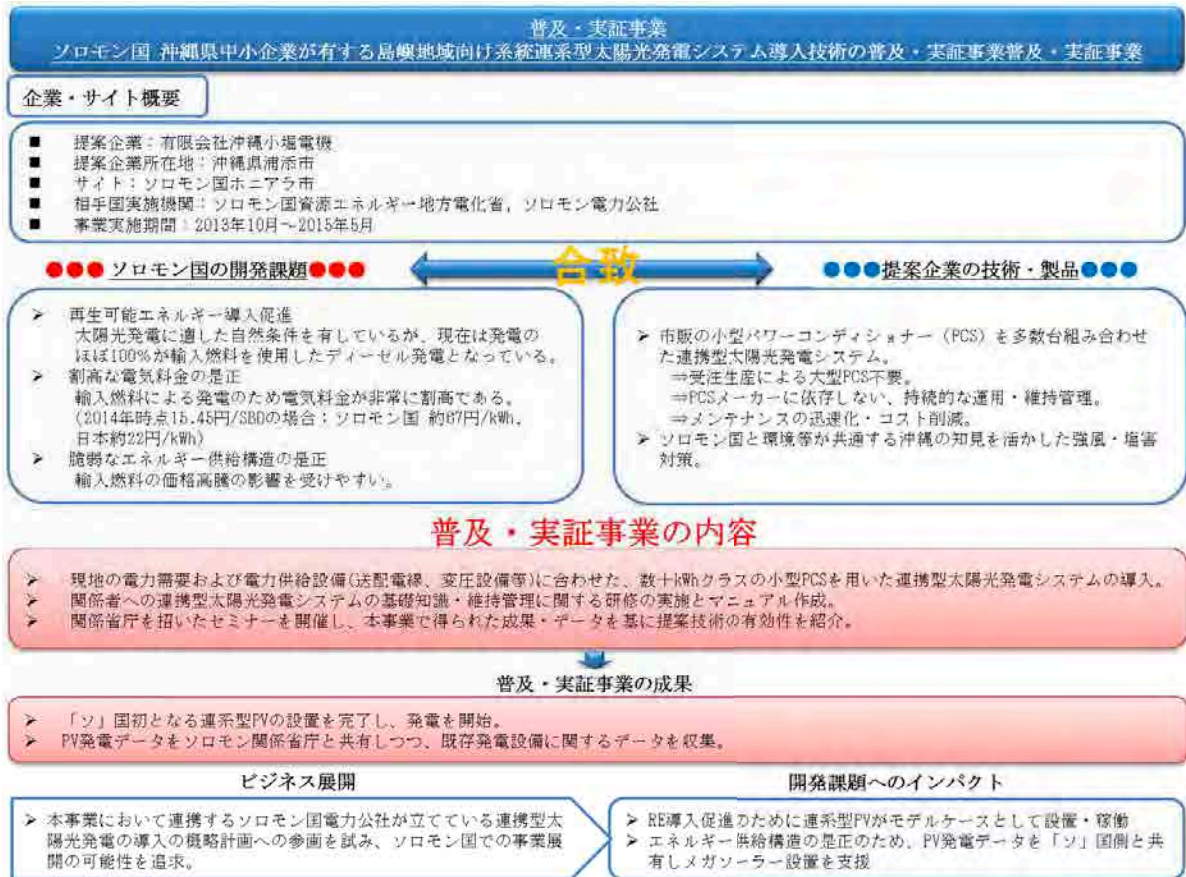 普及・実証事業
ソロモン国 沖縄県中小企業が有する島嶼地域向け系統連系型太陽光発電システム導入技術の普及・実証事業普及・実証事業
企業・サイト概要
■ 提案企業：有限会社沖縄小堀電機
■ 提案企業所在地：沖縄県浦添市
■ サイト：ソロモン国ホニアラ市
■ 相手国実施機関：ソロモン国資源エネルギー地方電化省，ソロモン電力公社
■ 事業実施期間：2013年10月～2015年5月
●●● ソロモン国の開発課題●●●
合致
●●●提案企業の技術・製品●●●
➢ 再生可能エネルギー導入促進
太陽光発電に適した自然条件を有しているが、現在は発電の
ほぼ100%が輸入燃料を使用したディーゼル発電となっている。
➢ 割高な電気料金の是正
輸入燃料による発電のため電気料金が非常に割高である。
(2014年時点15.45円/SBDの場合：ソロモン国 約67円/kWh，
日本約22円/kWh)
➢ 脆弱なエネルギー供給構造の是正
輸入燃料の価格高騰の影響を受けやすい。
➢ 市販の小型パワーコンディショナー（PCS）を多数台組み合わせ
た連携型太陽光発電システム。
⇒受注生産による大型PCS不要。
⇒PCSメーカーに依存しない、持続的な運用・維持管理。
⇒メンテナンスの迅速化・コスト削減。
➢ ソロモン国と環境等が共通する沖縄の知見を活かした強風・塩害
対策。
普及・実証事業の内容
➢ 現地の電力需要および電力供給設備(送配電線、変圧設備等)に合わせた、数十kWhクラスの小型PCSを用いた連携型太陽光発電システムの導入。
➢ 関係者への連携型太陽光発電システムの基礎知識・維持管理に関する研修の実施とマニュアル作成。
➢ 関係省庁を招いたセミナーを開催し、本事業で得られた成果・データを基に提案技術の有効性を紹介。
普及・実証事業の成果
➢ 「ソ」国初となる連系型PVの設置を完了し、発電を開始。
➢ PV発電データをソロモン関係省庁と共有しつつ、既存発電設備に関するデータを収集。
ビジネス展開
➢ 本事業において連携するソロモン国電力公社が立てている連携型太
陽光発電の導入の概略計画への参画を試み、ソロモン国での事業展
開の可能性を追求。
開発課題へのインパクト
➢ RE導入促進のために連系型PVがモデルケースとして設置・稼働
➢ エネルギー供給構造の是正のため、PV発電データを「ソ」国側と共
有しメガソーラー設置を支援